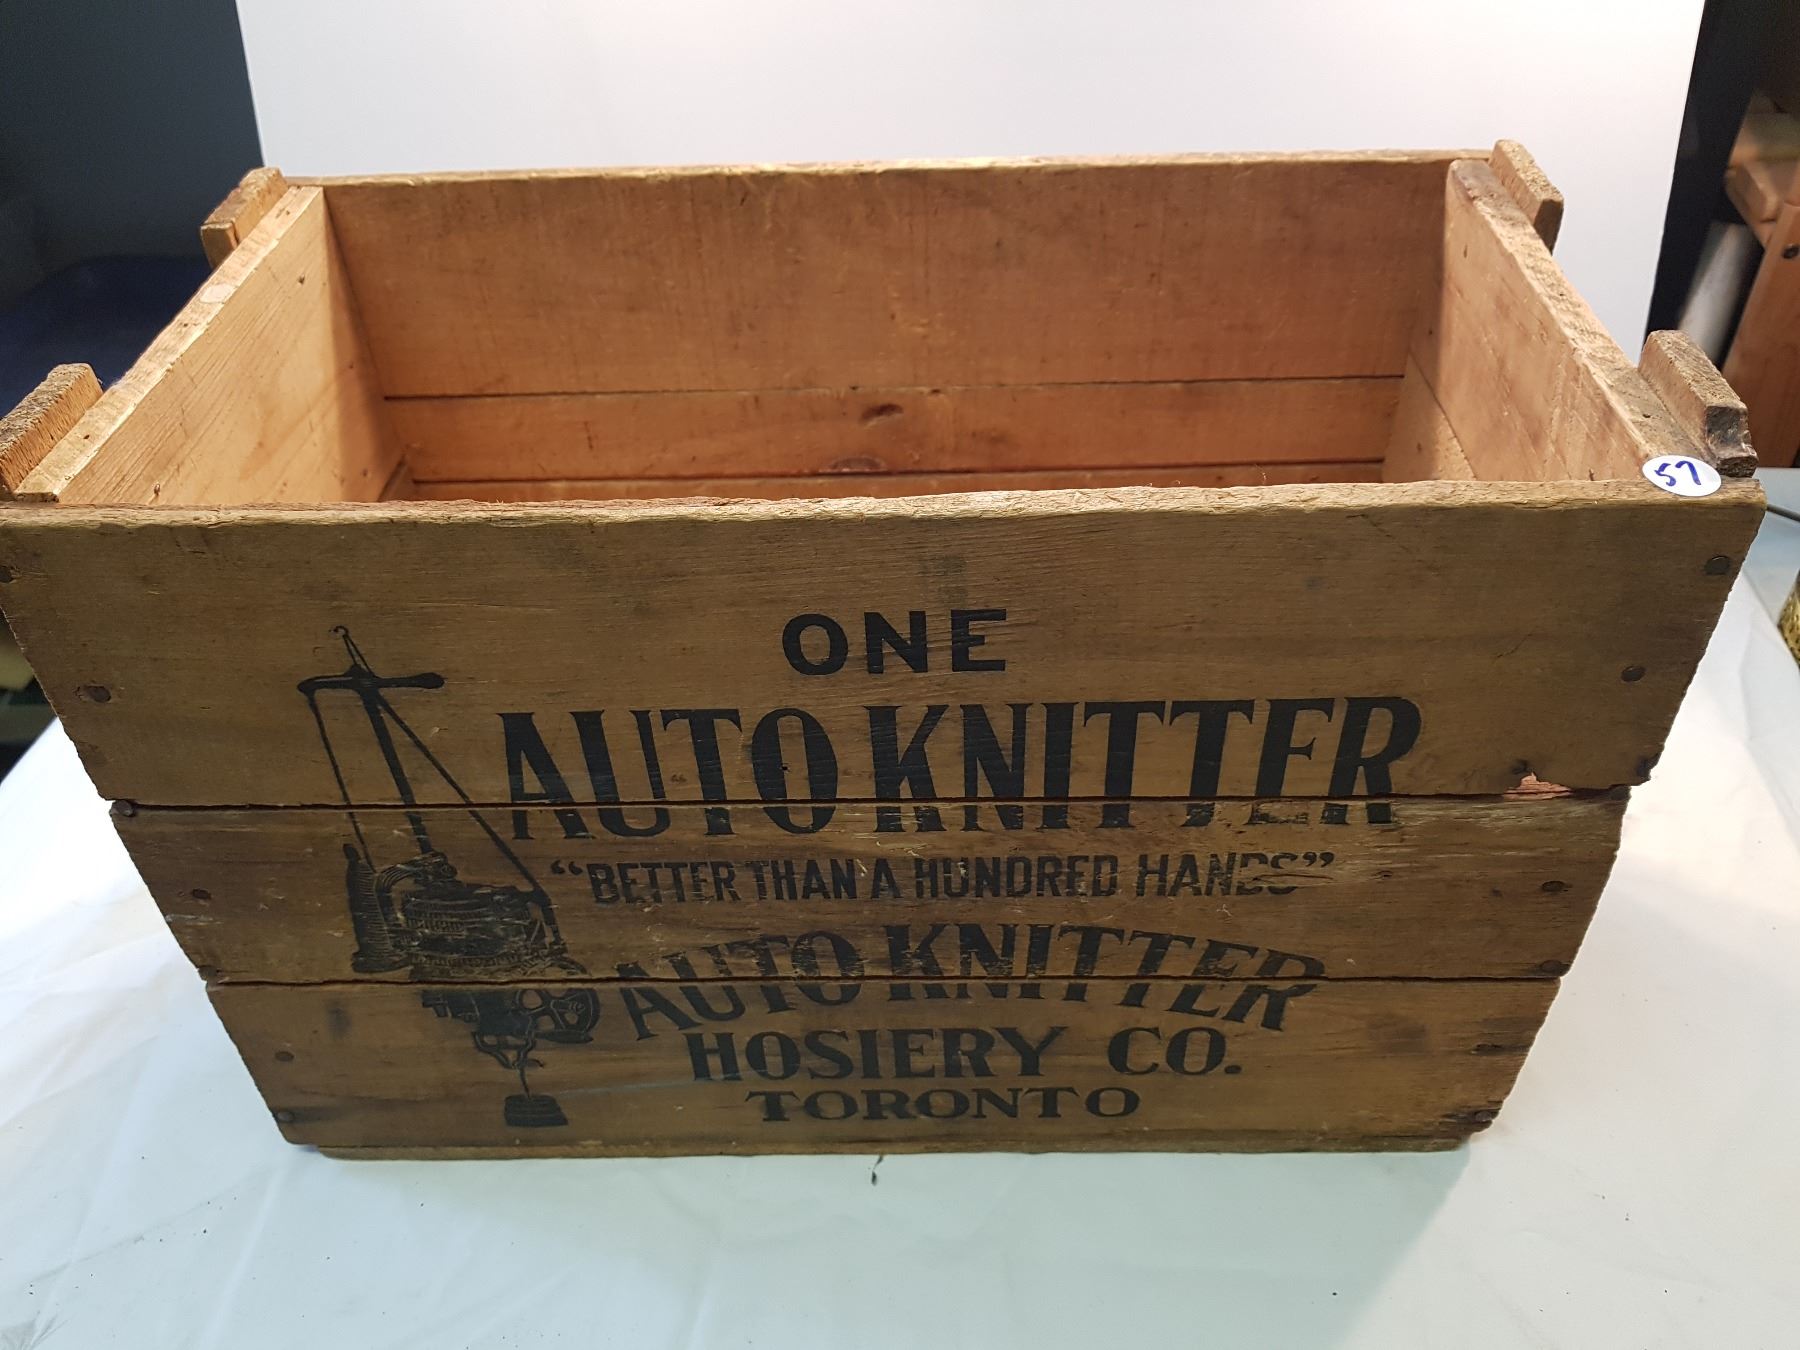 57
ONE
AUTO KNITTER
“BETTER THAN A HUNDRED HANDS”
AUTO KNITTER
HOSIERY CO.
TORONTO